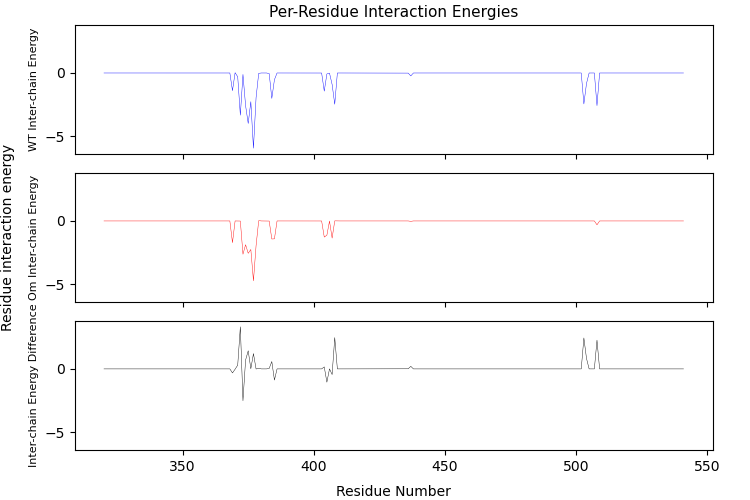 Per-Residue Interaction Energies
Residue interaction energy
WT Inter-chain Energy
0
−5
Om Inter-chain Energy
0
−5
Inter-chain Energy Difference
0
−5
350
400
450
500
550
Residue Number